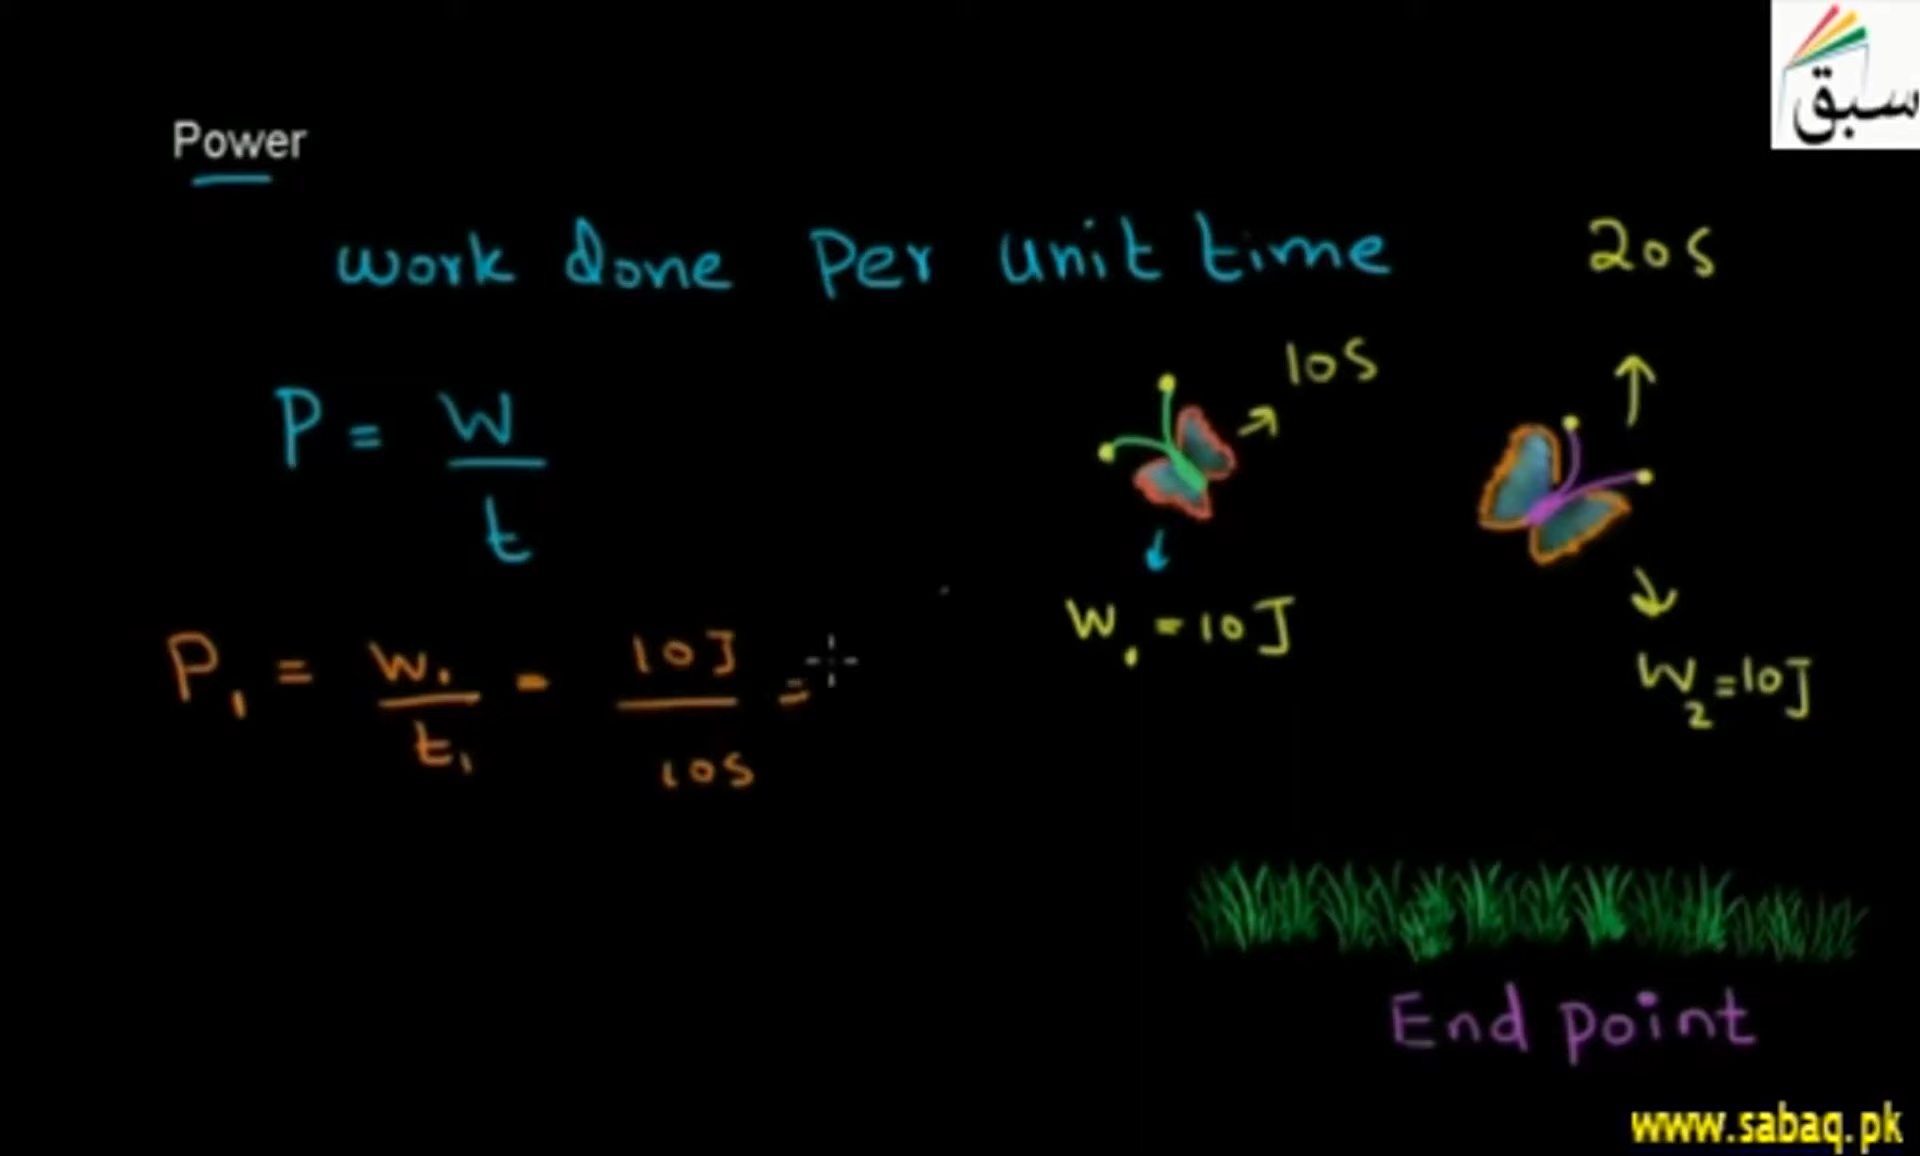 سبق
Power
work done Per unit time
20S
10S
P = W
t
W1 = 10J
W2 = 10J
P1 = W1 = 10J =
t1 10S
End point
www.sabaq.pk